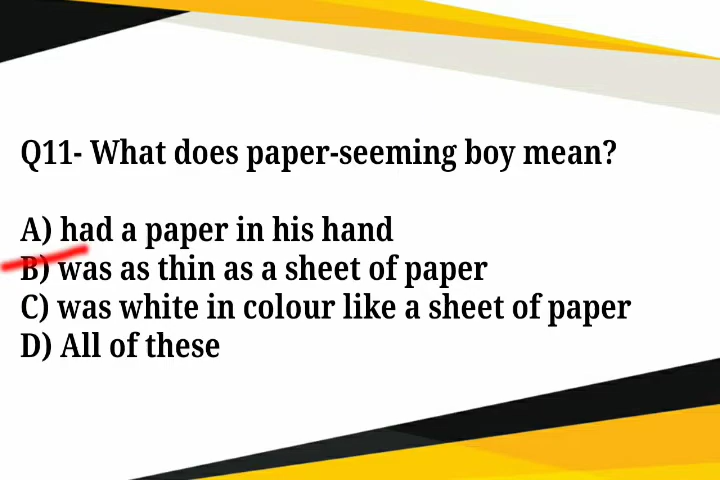 Q11- What does paper-seeming boy mean?
A) had a paper in his hand
B) was as thin as a sheet of paper
C) was white in colour like a sheet of paper
D) All of these